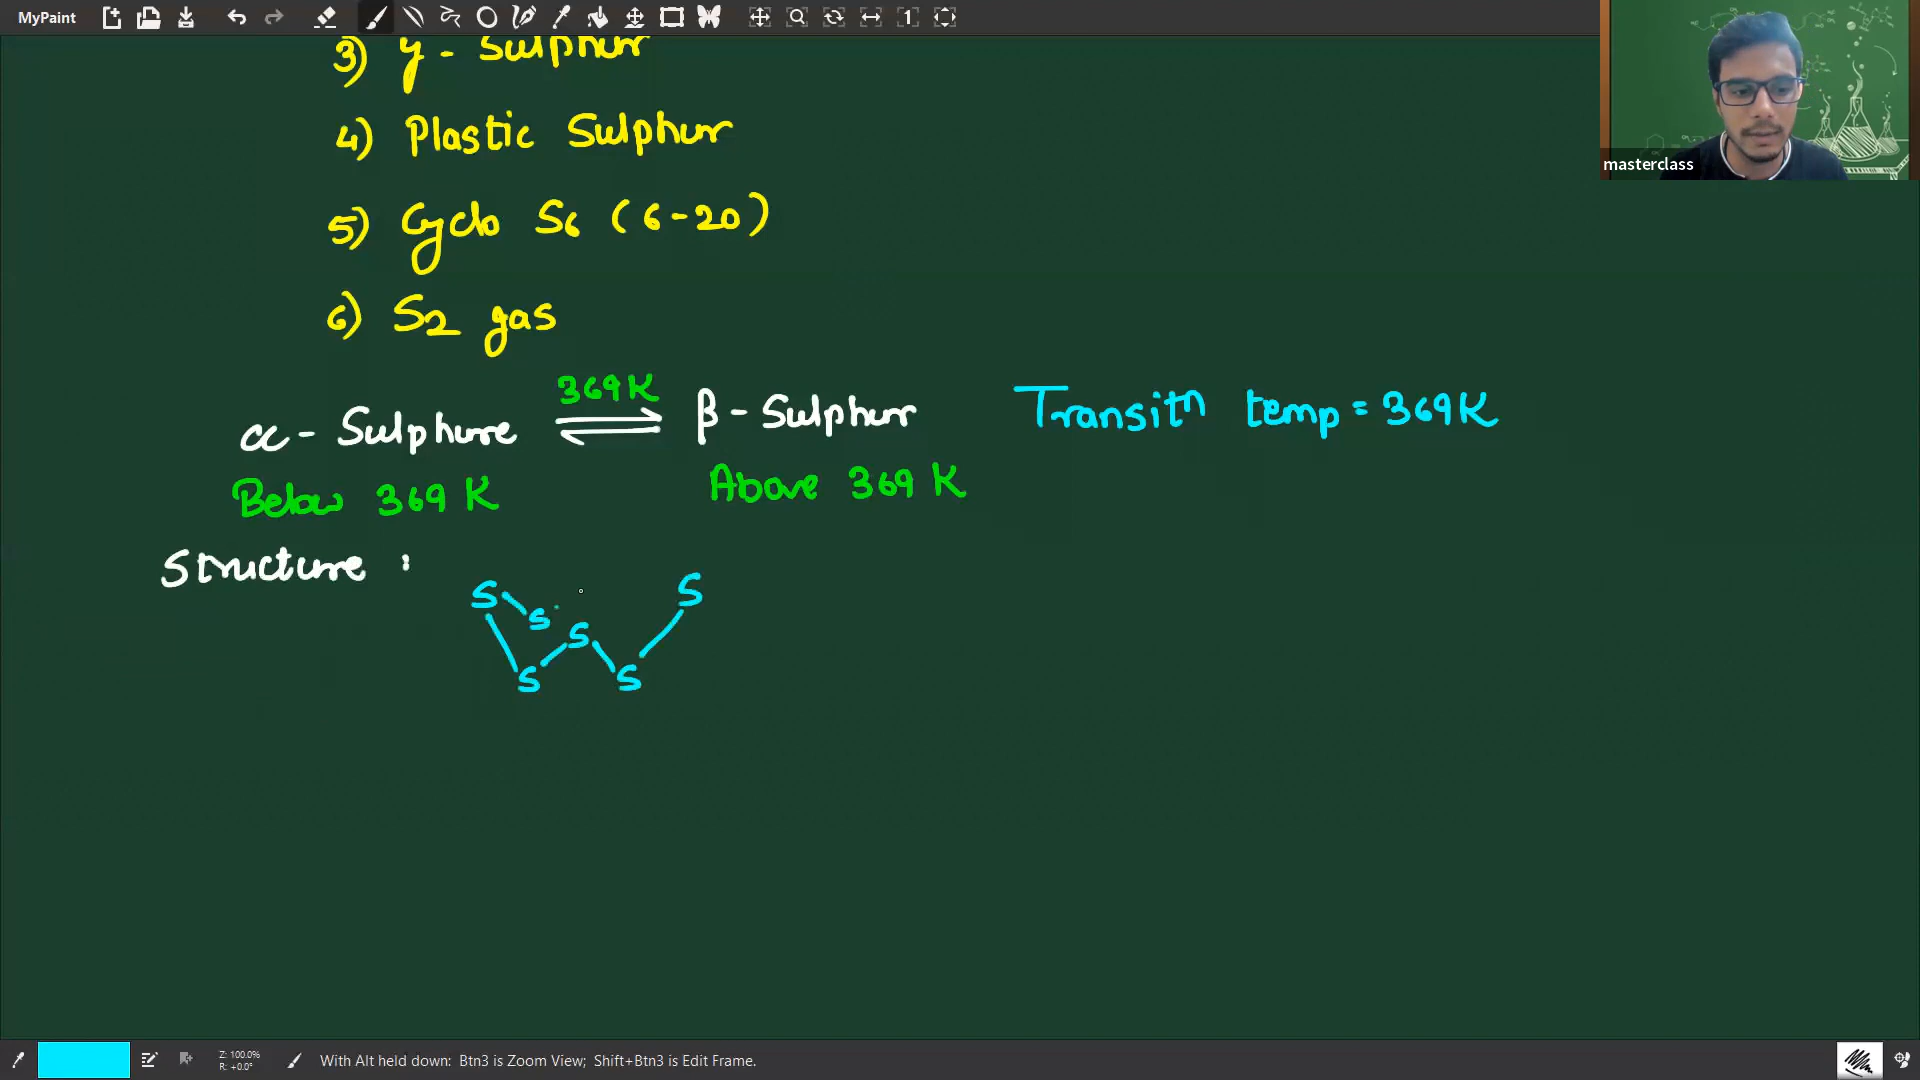 MyPaint
masterclass
3) γ - Sulphur
4) Plastic Sulphur
5) Cyclo S6 (6-20)
6) S2 gas
369K
α - Sulphure ⇌ β - Sulphur Transitn temp = 369K
Below 369 K Above 369 K
Structure :
S S
S
S
S S
Z: 100.0%
R: +0.0°
With Alt held down: Btn3 is Zoom View; Shift+Btn3 is Edit Frame.